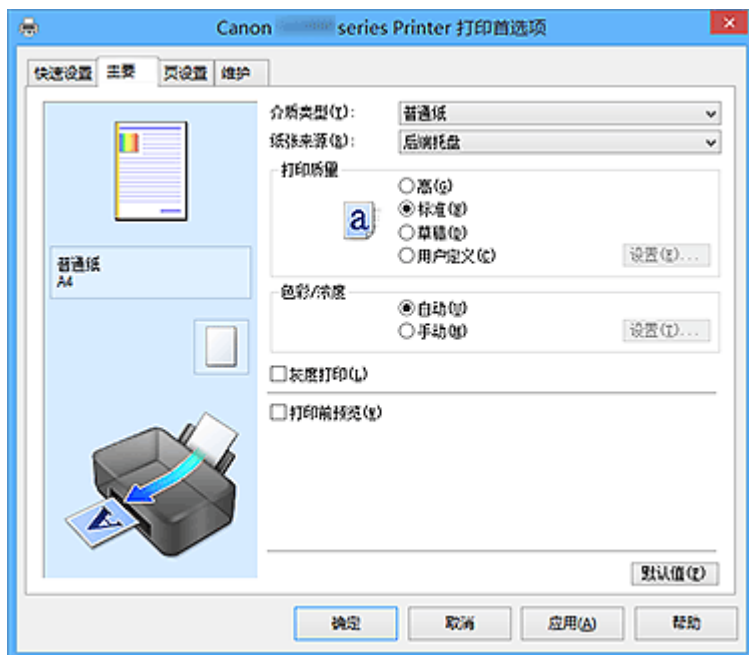 Canon series Printer 打印首选项
快速设置 主要 页设置 维护
介质类型(Y): 普通纸
纸张来源(R): 后端托盘
打印质量
高(G)
a
标准(N)
草稿(D)
用户定义(C) 设置(E)...
普通纸
A4
色彩/浓度
自动(U)
手动(M) 设置(T)...
灰度打印(L)
打印前预览(V)
A
默认值(F)
确定 取消 应用(A) 帮助